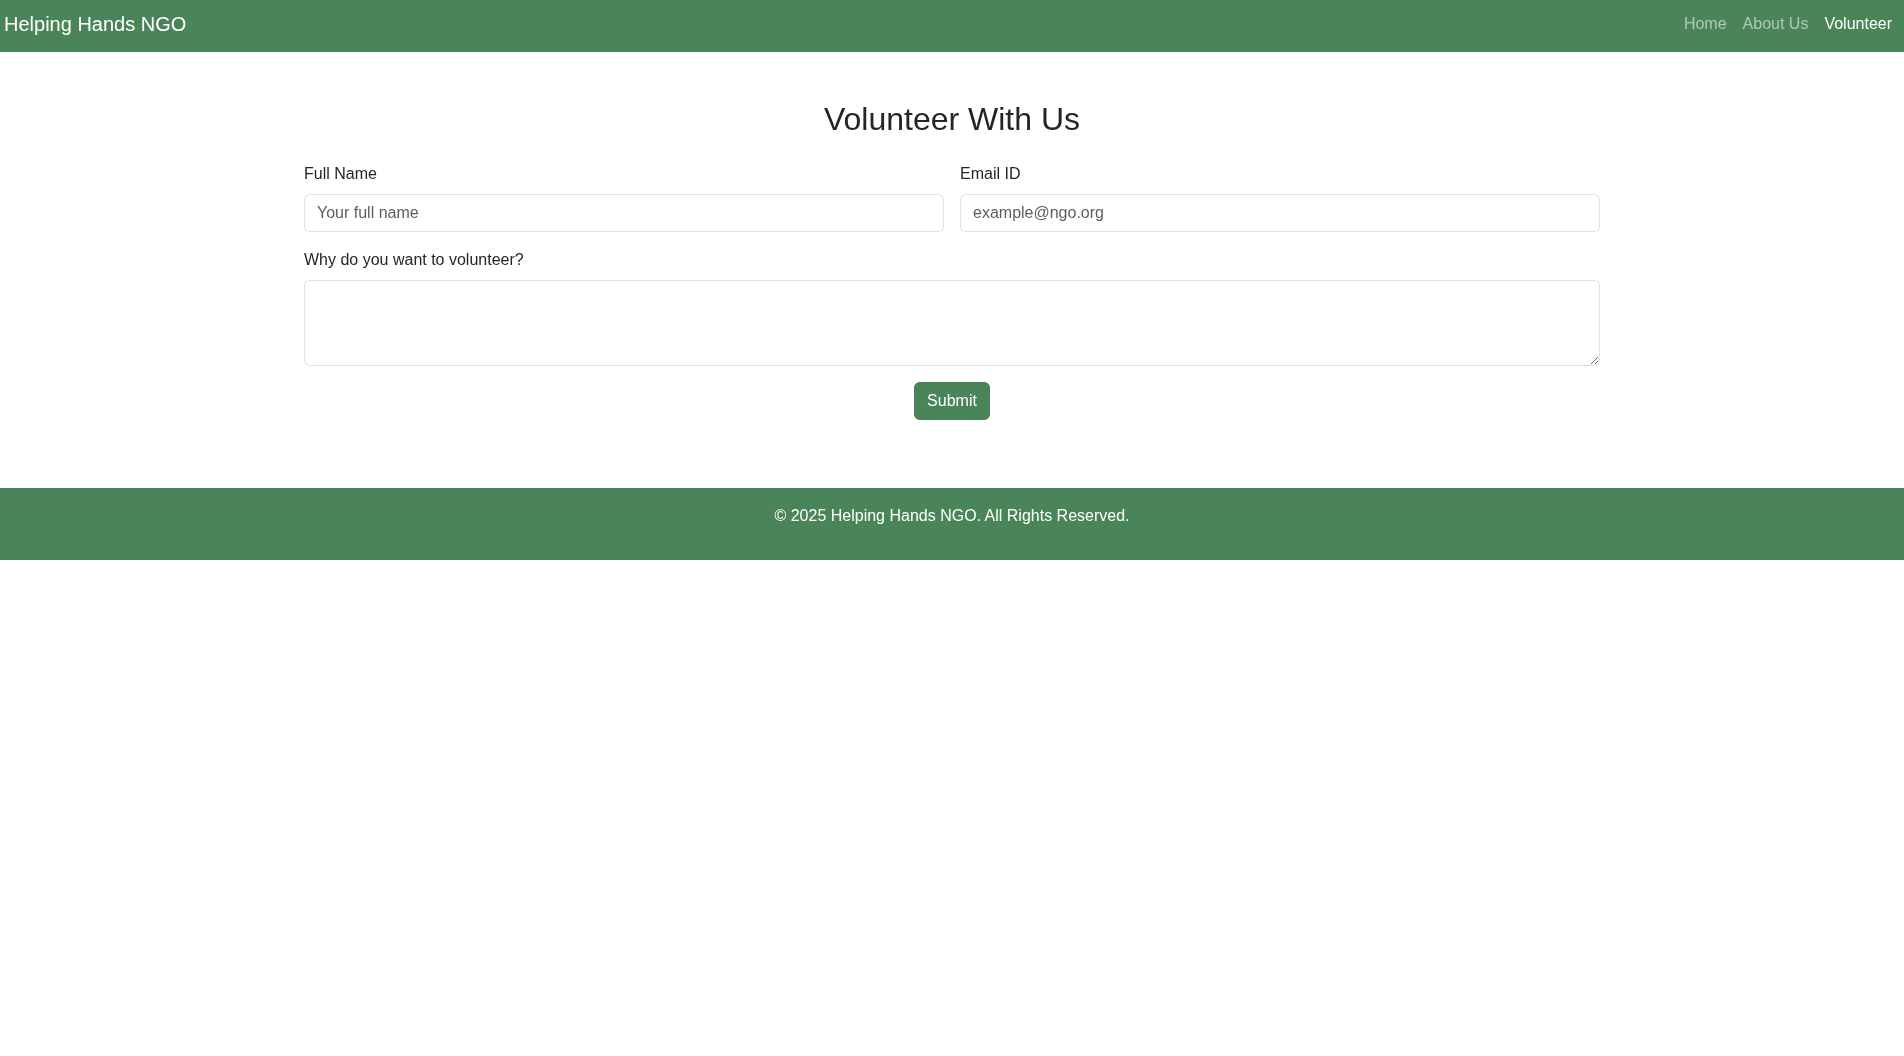 Helping Hands NGO
Home About Us Volunteer
Volunteer With Us
Full Name
Email ID
Your full name
example@ngo.org
Why do you want to volunteer?
Submit
© 2025 Helping Hands NGO. All Rights Reserved.